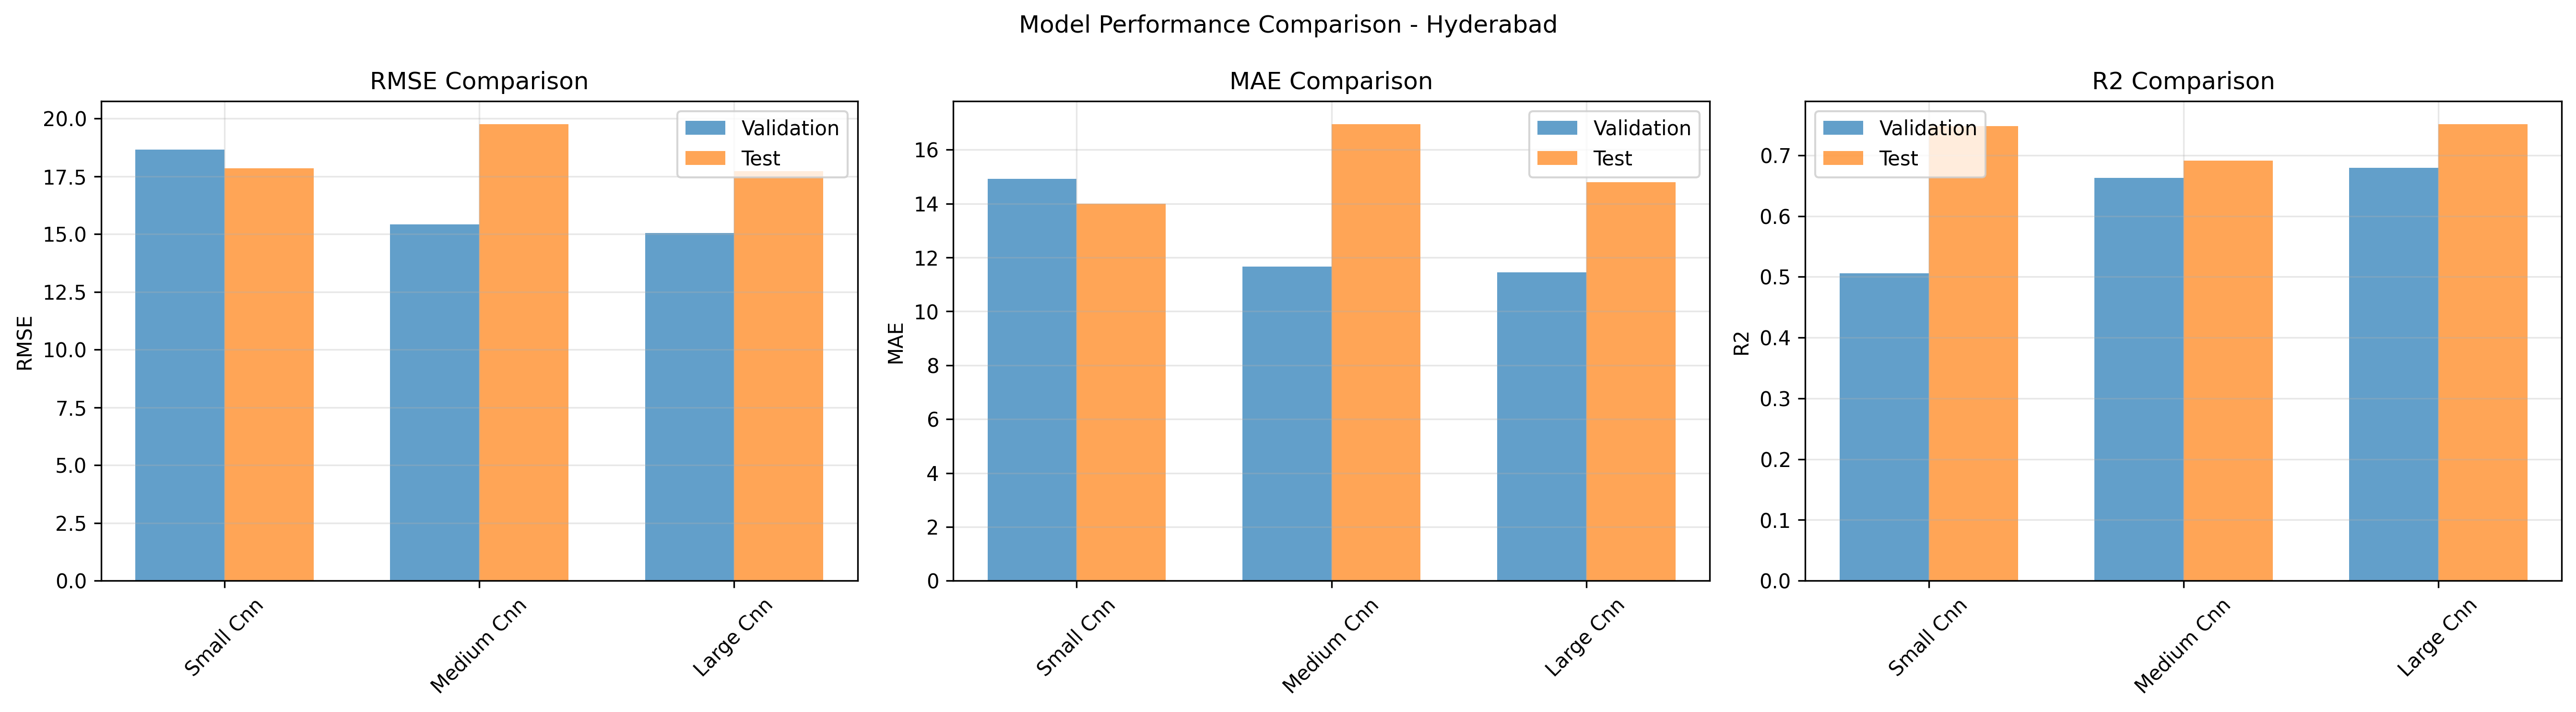 Model Performance Comparison - Hyderabad
RMSE Comparison
20.0
17.5
15.0
12.5
10.0
7.5
5.0
2.5
0.0
RMSE
Validation
Test
Small Cnn
Medium Cnn
Large Cnn
MAE Comparison
16
14
12
10
8
6
4
2
0
MAE
Validation
Test
Small Cnn
Medium Cnn
Large Cnn
R2 Comparison
0.7
0.6
0.5
0.4
0.3
0.2
0.1
0.0
R2
Validation
Test
Small Cnn
Medium Cnn
Large Cnn